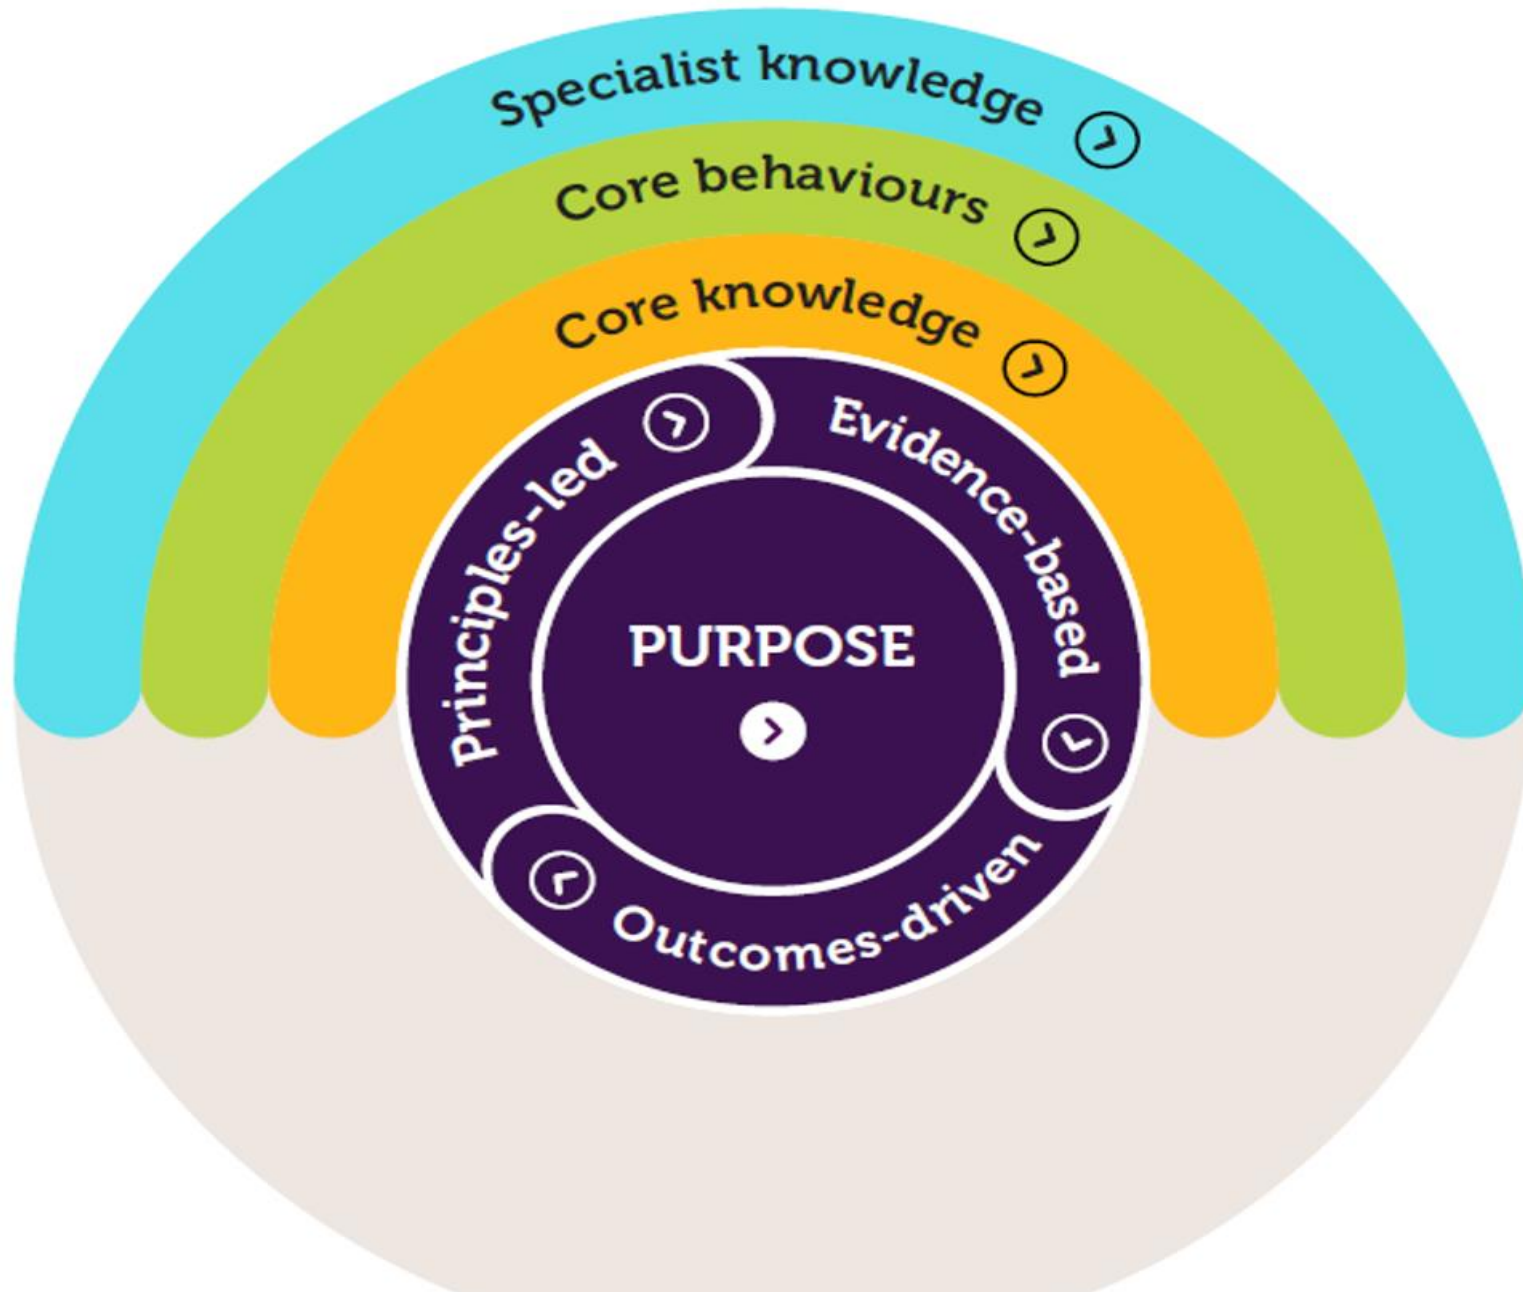 Specialist knowledge
Core behaviours
Core knowledge
Principles-led
Evidence-based
PURPOSE
Outcomes-driven